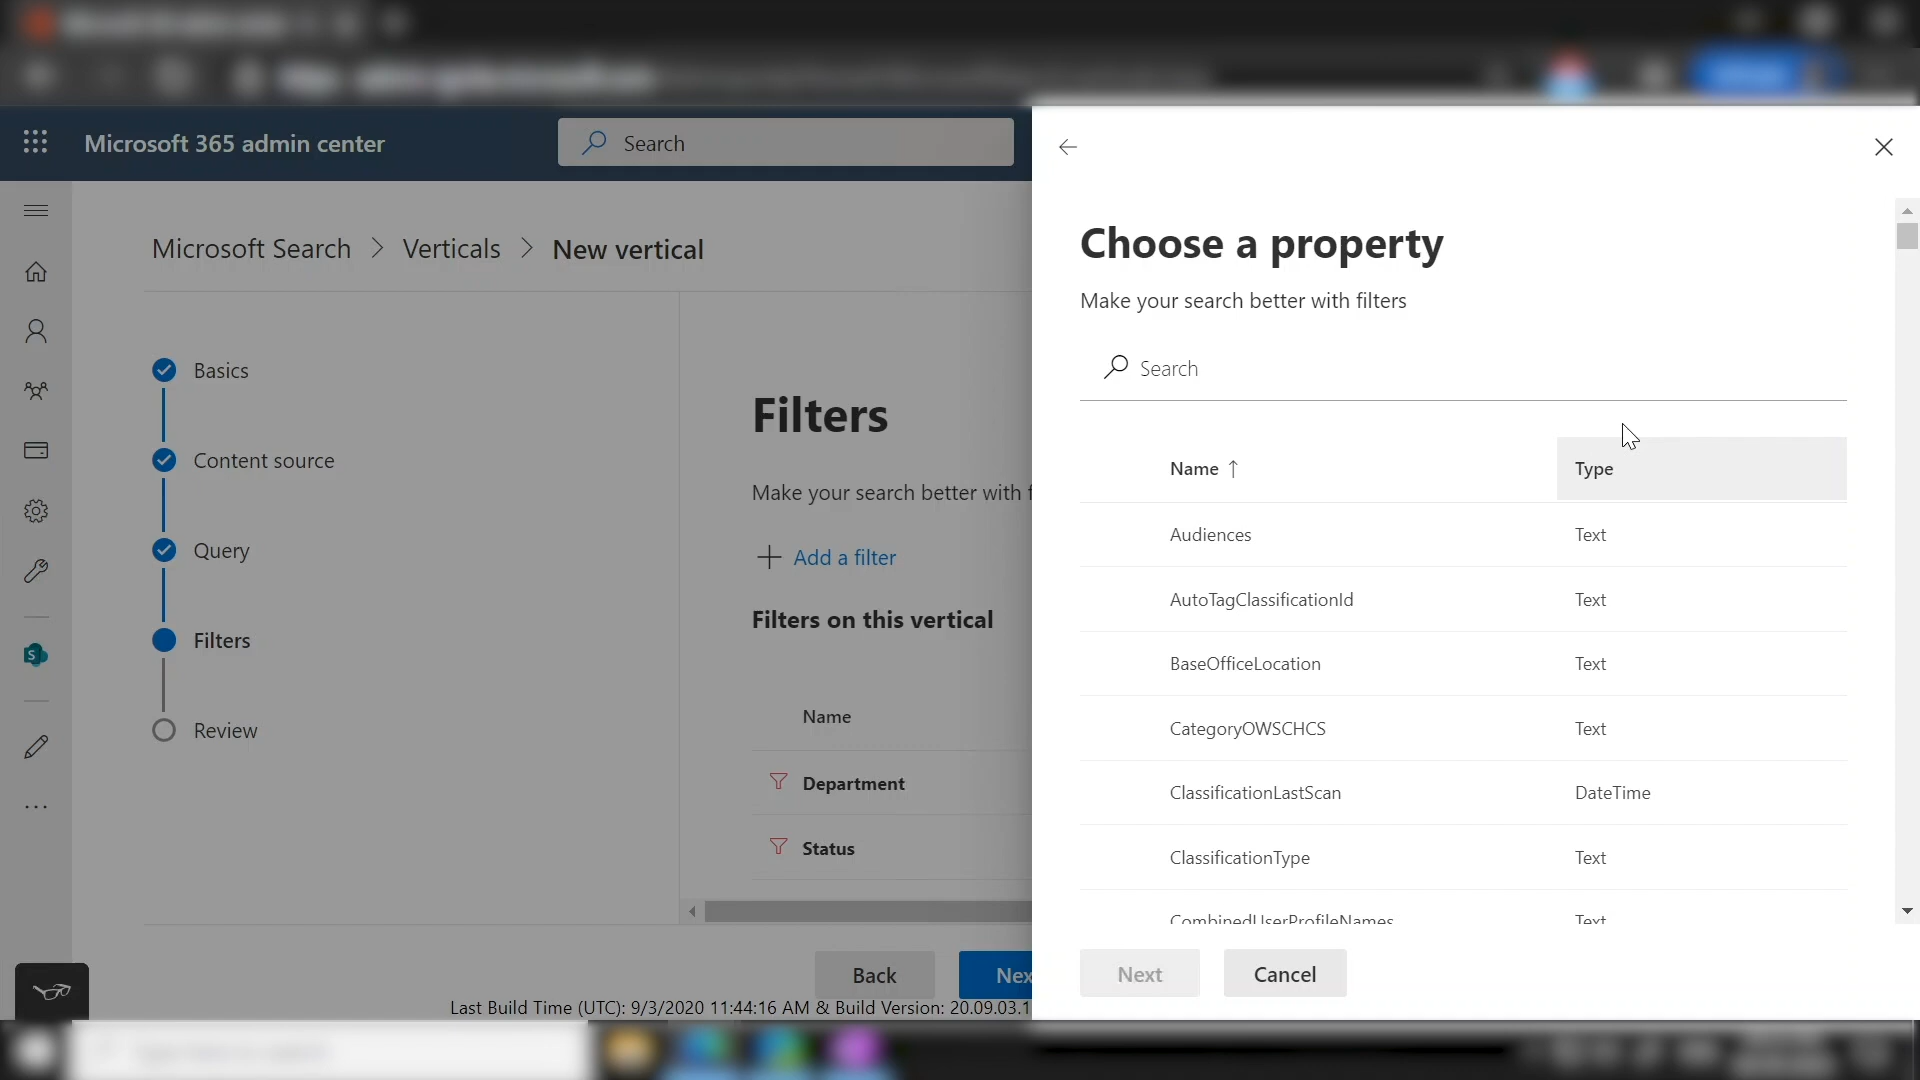 Microsoft 365 admin center
Search
Microsoft Search > Verticals > New vertical
Basics
Content source
Query
Filters
Review
Filters
Make your search better with f
Add a filter
Filters on this vertical
Name
Department
Status
Back
Nex
Last Build Time (UTC): 9/3/2020 11:44:16 AM & Build Version: 20.09.03.1
Choose a property
Make your search better with filters
Search
Name ↑ Type
Audiences Text
AutoTagClassificationId Text
BaseOfficeLocation Text
CategoryOWSCHCS Text
ClassificationLastScan DateTime
ClassificationType Text
CombinedUserProfileNames Text
Next
Cancel